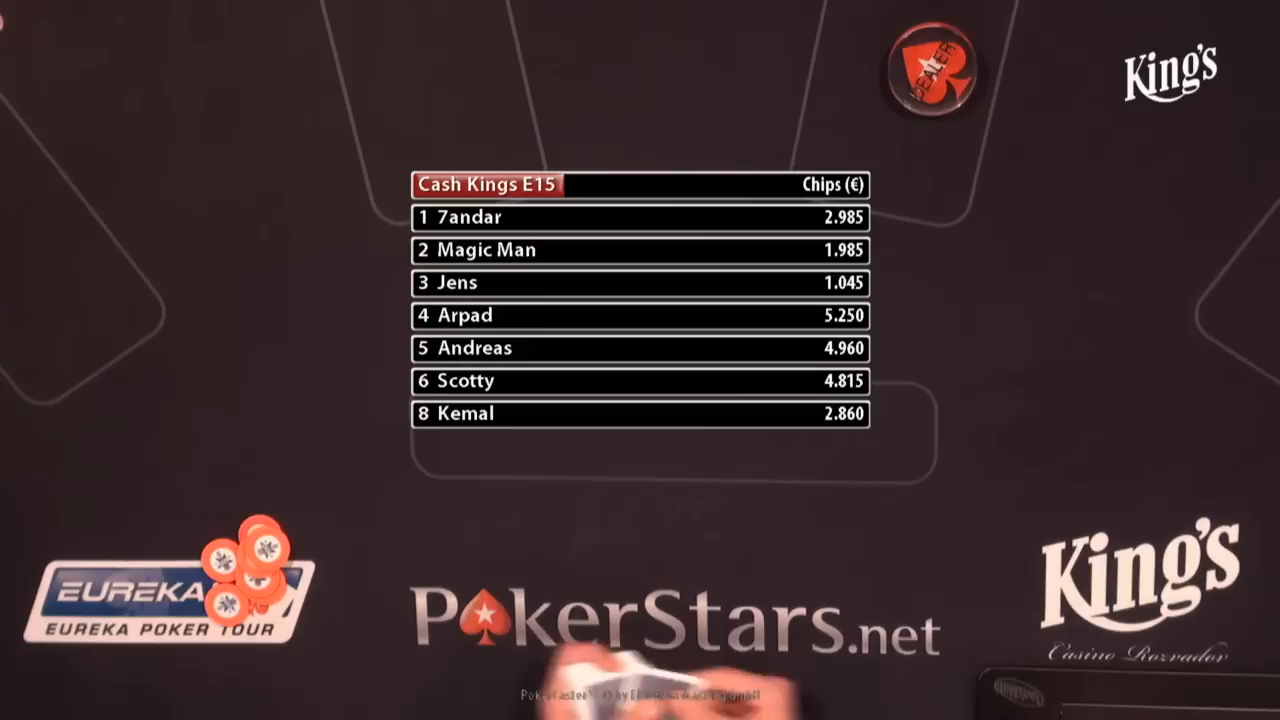 DEALER
King's
Cash Kings E15 Chips (€)
1 7andar 2.985
2 Magic Man 1.985
3 Jens 1.045
4 Arpad 5.250
5 Andreas 4.960
6 Scotty 4.815
8 Kemal 2.860
EUREKA
EUREKA POKER TOUR
PokerStars.net
King's
Casino Rozvadov